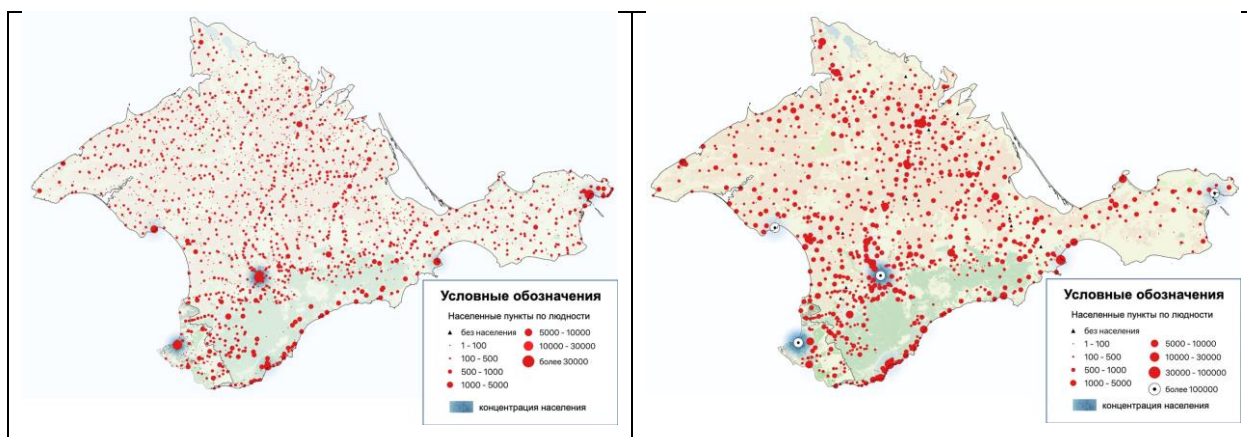 Условные обозначения
Населенные пункты по людности
без населения
1 - 100
100 - 500
500 - 1000
1000 - 5000
5000 - 10000
10000 - 30000
более 30000
концентрация населения
Условные обозначения
Населенные пункты по людности
без населения
1 - 100
100 - 500
500 - 1000
1000 - 5000
5000 - 10000
10000 - 30000
30000 - 100000
более 100000
концентрация населения